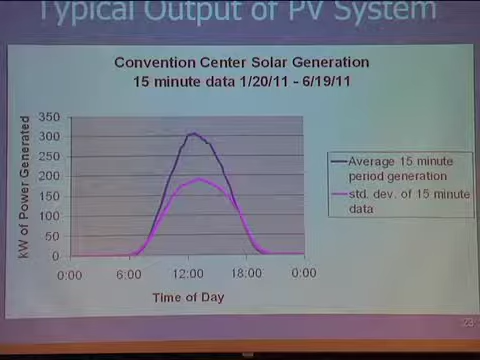 Typical Output of PV System
Convention Center Solar Generation
15 minute data 1/20/11 - 6/19/11
kW of Power Generated
350
300
250
200
150
100
50
0
0:00
6:00
12:00
18:00
0:00
Time of Day
Average 15 minute
period generation
std. dev. of 15 minute
data
23